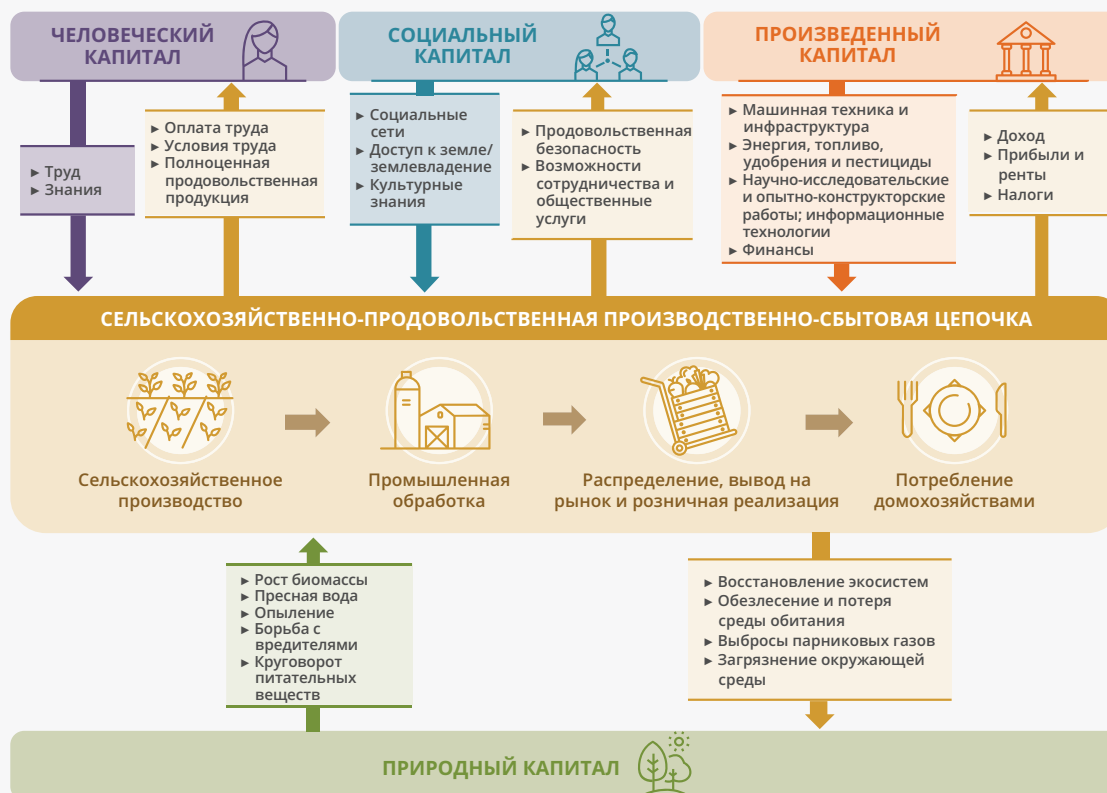 ЧЕЛОВЕЧЕСКИЙ
КАПИТАЛ
СОЦИАЛЬНЫЙ
КАПИТАЛ
ПРОИЗВЕДЕННЫЙ
КАПИТАЛ
► Труд
► Знания
► Оплата труда
► Условия труда
► Полноценная
продовольственная
продукция
► Социальные
сети
► Доступ к земле/
землевладение
► Культурные
знания
► Продовольственная
безопасность
► Возможности
сотрудничества и
общественные
услуги
► Машинная техника и
инфраструктура
► Энергия, топливо,
удобрения и пестициды
► Научно-исследовательские
и опытно-конструкторские
работы; информационные
технологии
► Финансы
► Доход
► Прибыли и
ренты
► Налоги
СЕЛЬСКОХОЗЯЙСТВЕННО-ПРОДОВОЛЬСТВЕННАЯ ПРОИЗВОДСТВЕННО-СБЫТОВАЯ ЦЕПОЧКА
Сельскохозяйственное
производство
Промышленная
обработка
Распределение, вывод на
рынок и розничная реализация
Потребление
домохозяйствами
► Рост биомассы
► Пресная вода
► Опыление
► Борьба с
вредителями
► Круговорот
питательных
веществ
► Восстановление экосистем
► Обезлесение и потеря
среды обитания
► Выбросы парниковых газов
► Загрязнение окружающей
среды
ПРИРОДНЫЙ КАПИТАЛ